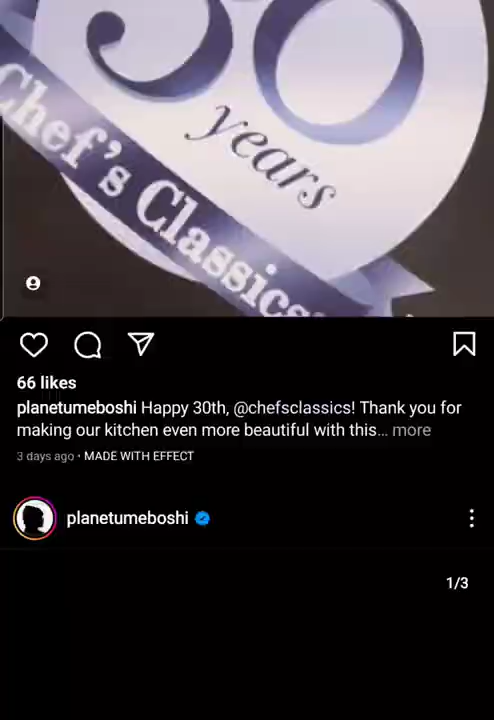 30
years
Chef's Classics
66 likes
planetumeboshi Happy 30th, @chefsclassics! Thank you for
making our kitchen even more beautiful with this... more
3 days ago · MADE WITH EFFECT
planetumeboshi
1/3